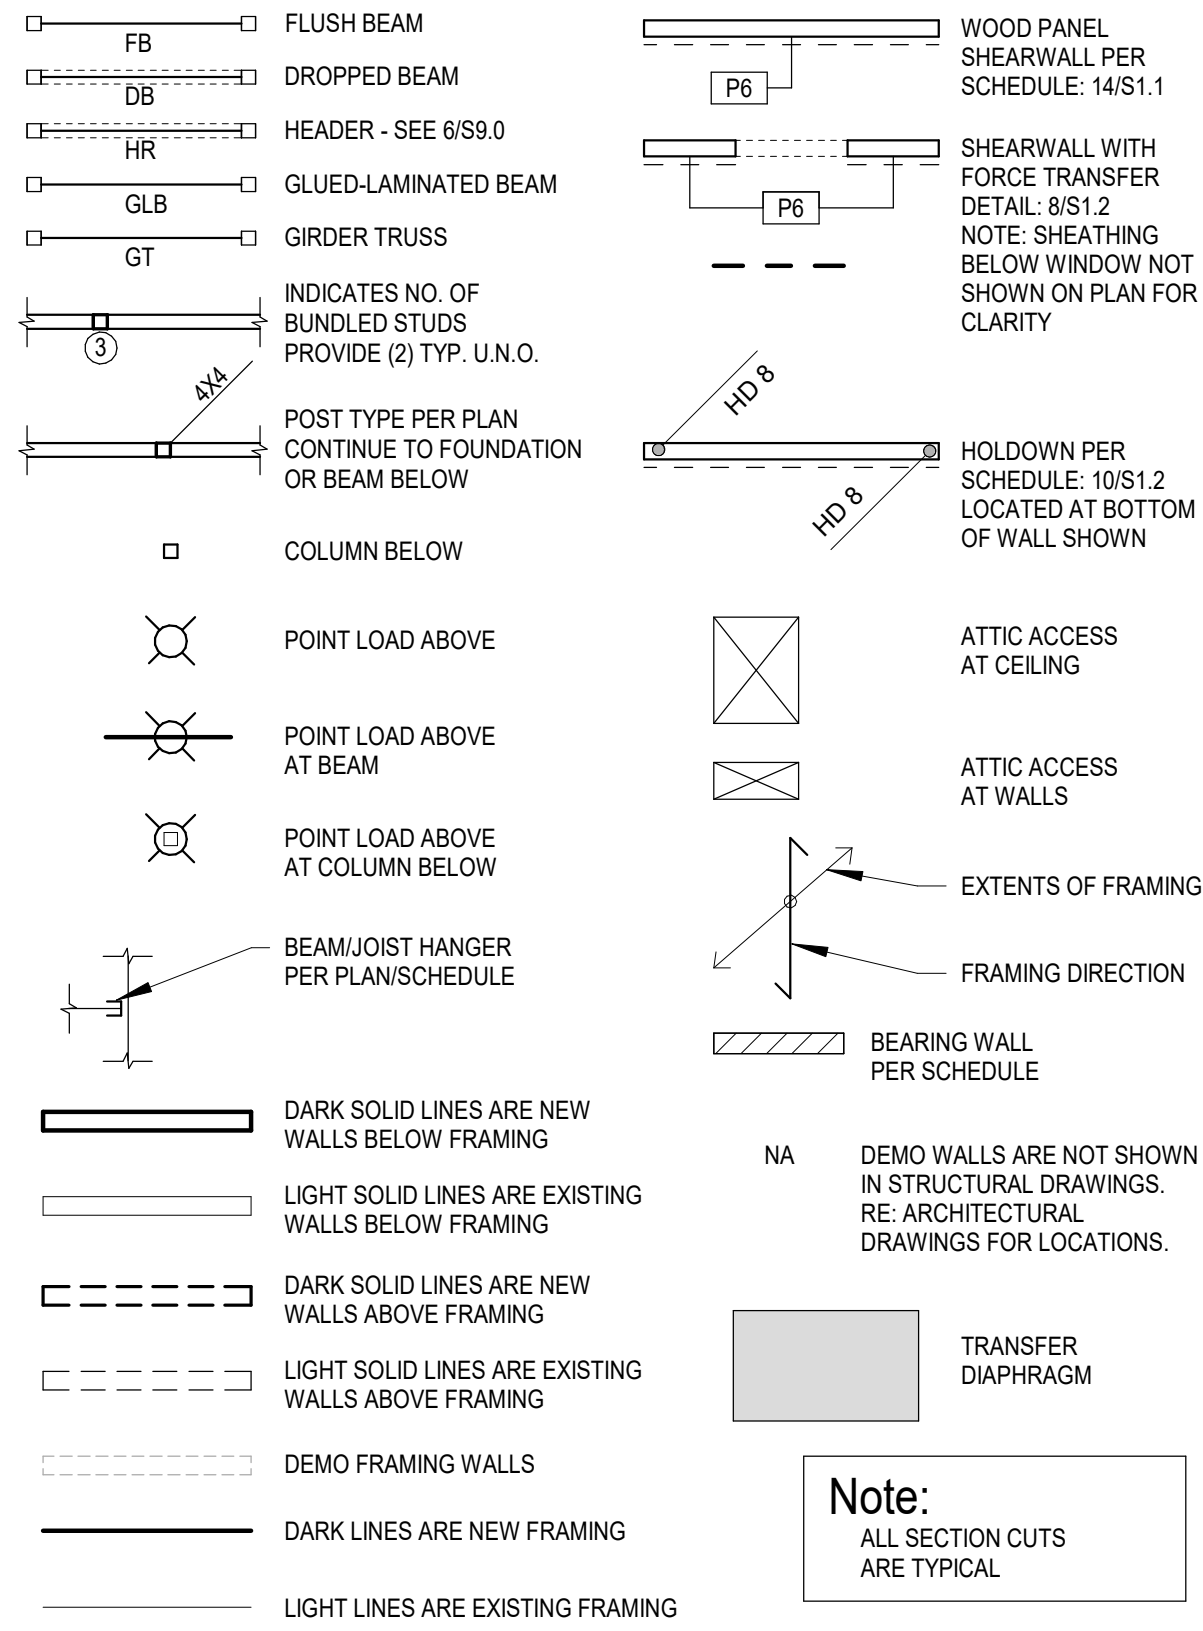 FLUSH BEAM
FB
DROPPED BEAM
DB
HEADER - SEE 6/S9.0
HR
GLUED-LAMINATED BEAM
GLB
GIRDER TRUSS
GT
INDICATES NO. OF
BUNDLED STUDS
PROVIDE (2) TYP. U.N.O.
3
4X4
POST TYPE PER PLAN
CONTINUE TO FOUNDATION
OR BEAM BELOW
COLUMN BELOW
POINT LOAD ABOVE
POINT LOAD ABOVE
AT BEAM
POINT LOAD ABOVE
AT COLUMN BELOW
BEAM/JOIST HANGER
PER PLAN/SCHEDULE
DARK SOLID LINES ARE NEW
WALLS BELOW FRAMING
LIGHT SOLID LINES ARE EXISTING
WALLS BELOW FRAMING
DARK SOLID LINES ARE NEW
WALLS ABOVE FRAMING
LIGHT SOLID LINES ARE EXISTING
WALLS ABOVE FRAMING
DEMO FRAMING WALLS
DARK LINES ARE NEW FRAMING
LIGHT LINES ARE EXISTING FRAMING
WOOD PANEL
SHEARWALL PER
SCHEDULE: 14/S1.1
P6
SHEARWALL WITH
FORCE TRANSFER
DETAIL: 8/S1.2
NOTE: SHEATHING
BELOW WINDOW NOT
SHOWN ON PLAN FOR
CLARITY
P6
HD 8
HD 8
HOLDOWN PER
SCHEDULE: 10/S1.2
LOCATED AT BOTTOM
OF WALL SHOWN
ATTIC ACCESS
AT CEILING
ATTIC ACCESS
AT WALLS
EXTENTS OF FRAMING
FRAMING DIRECTION
BEARING WALL
PER SCHEDULE
NA
DEMO WALLS ARE NOT SHOWN
IN STRUCTURAL DRAWINGS.
RE: ARCHITECTURAL
DRAWINGS FOR LOCATIONS.
TRANSFER
DIAPHRAGM
Note:
ALL SECTION CUTS
ARE TYPICAL